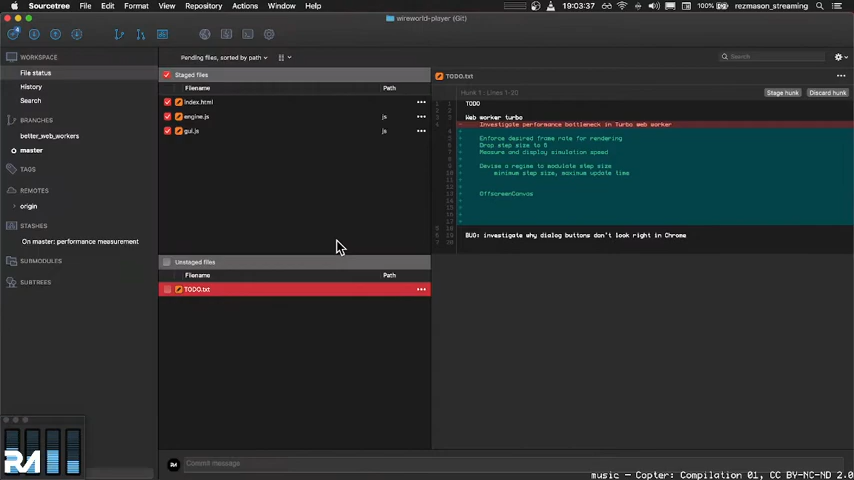 Sourcetree File Edit Format View Repository Actions Window Help 100% 19:03:37 rezmason_streaming
wireworld-player (Git)
WORKSPACE
File status
History
Search
BRANCHES
better_web_workers
master
TAGS
REMOTES
origin
STASHES
On master: performance measurement
SUBMODULES
SUBTREES
Pending files, sorted by path
Search
Staged files
Filename Path
index.html
engine.js js
gui.js js
Unstaged files
Filename Path
TODO.txt
TODO.txt
Hunk 1 : Lines 1-20 Stage hunk Discard hunk
TODO
Web worker turbo
Investigate performance bottleneck in Turbo web worker
Enforce desired frame rate for rendering
Drop step size to 6
Measure and display simulation speed
Devise a regime to modulate step size
minimum step size, maximum update time
OffscreenCanvas
BUG: investigate why dialog buttons don't look right in Chrome
Commit message
music - Copter: Compilation 01, CC BY-NC-ND 2.0